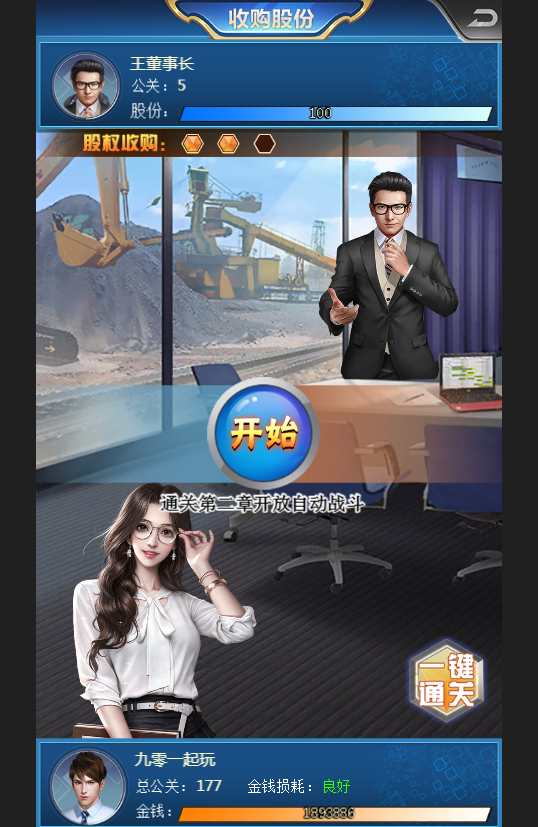 收购股份
王董事长
公关：5
股份：100
股权收购：
开始
通关第二章开放自动战斗
一键
通关
九零一起玩
总公关：177 金钱损耗：良好
金钱：1893886